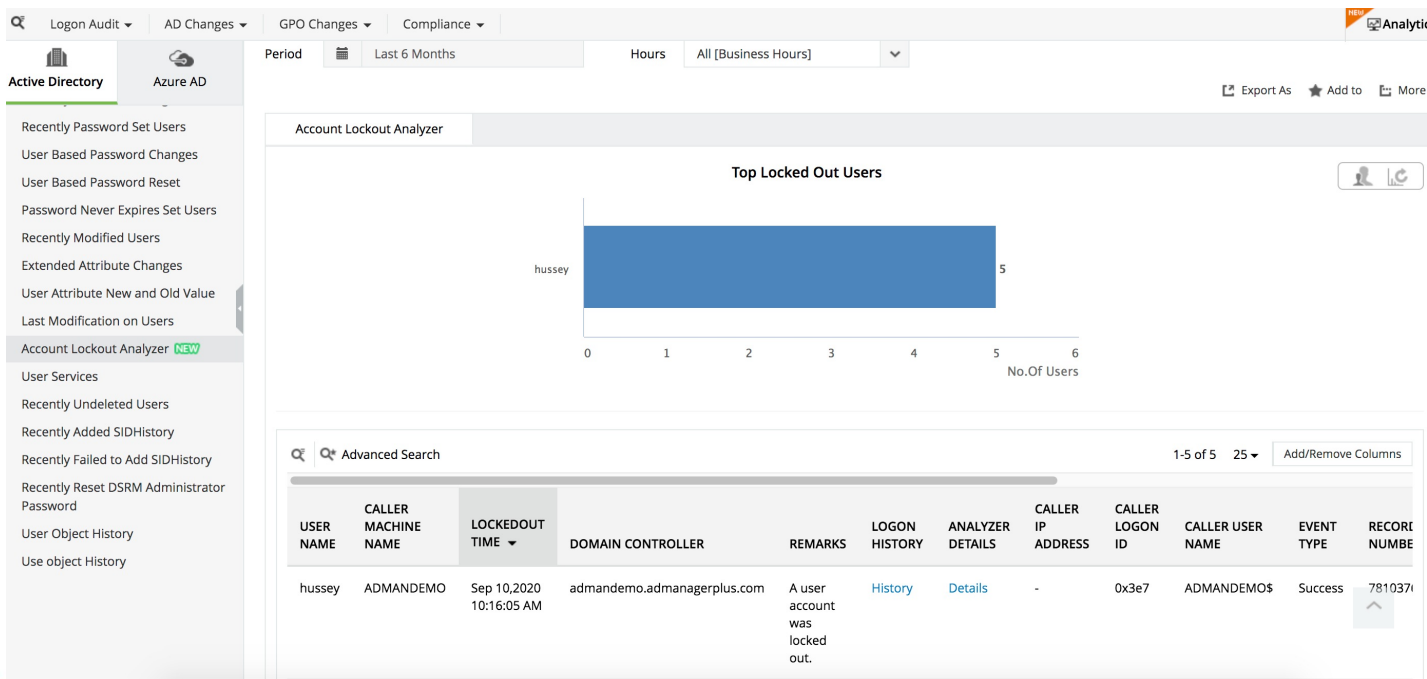 Logon Audit AD Changes GPO Changes Compliance NEW
Active Directory Azure AD
Period Last 6 Months Hours All [Business Hours]
Export As Add to More
Recently Password Set Users
User Based Password Changes
User Based Password Reset
Password Never Expires Set Users
Recently Modified Users
Extended Attribute Changes
User Attribute New and Old Value
Last Modification on Users
Account Lockout Analyzer NEW
User Services
Recently Undeleted Users
Recently Added SIDHistory
Recently Failed to Add SIDHistory
Recently Reset DSRM Administrator
Password
User Object History
Use object History
Account Lockout Analyzer
Top Locked Out Users
hussey 5
0 1 2 3 4 5 6
No.Of Users
Advanced Search 1-5 of 5 25 Add/Remove Columns
USER
NAME
CALLER
MACHINE
NAME
LOCKEDOUT
TIME
DOMAIN CONTROLLER
REMARKS
LOGON
HISTORY
ANALYZER
DETAILS
CALLER
IP
ADDRESS
CALLER
LOGON
ID
CALLER USER
NAME
EVENT
TYPE
hussey
ADMANDEMO
Sep 10,2020
10:16:05 AM
admandemo.admanagerplus.com
A user
account
was
locked
out.
History
Details
-
0x3e7
ADMANDEMO$
Success